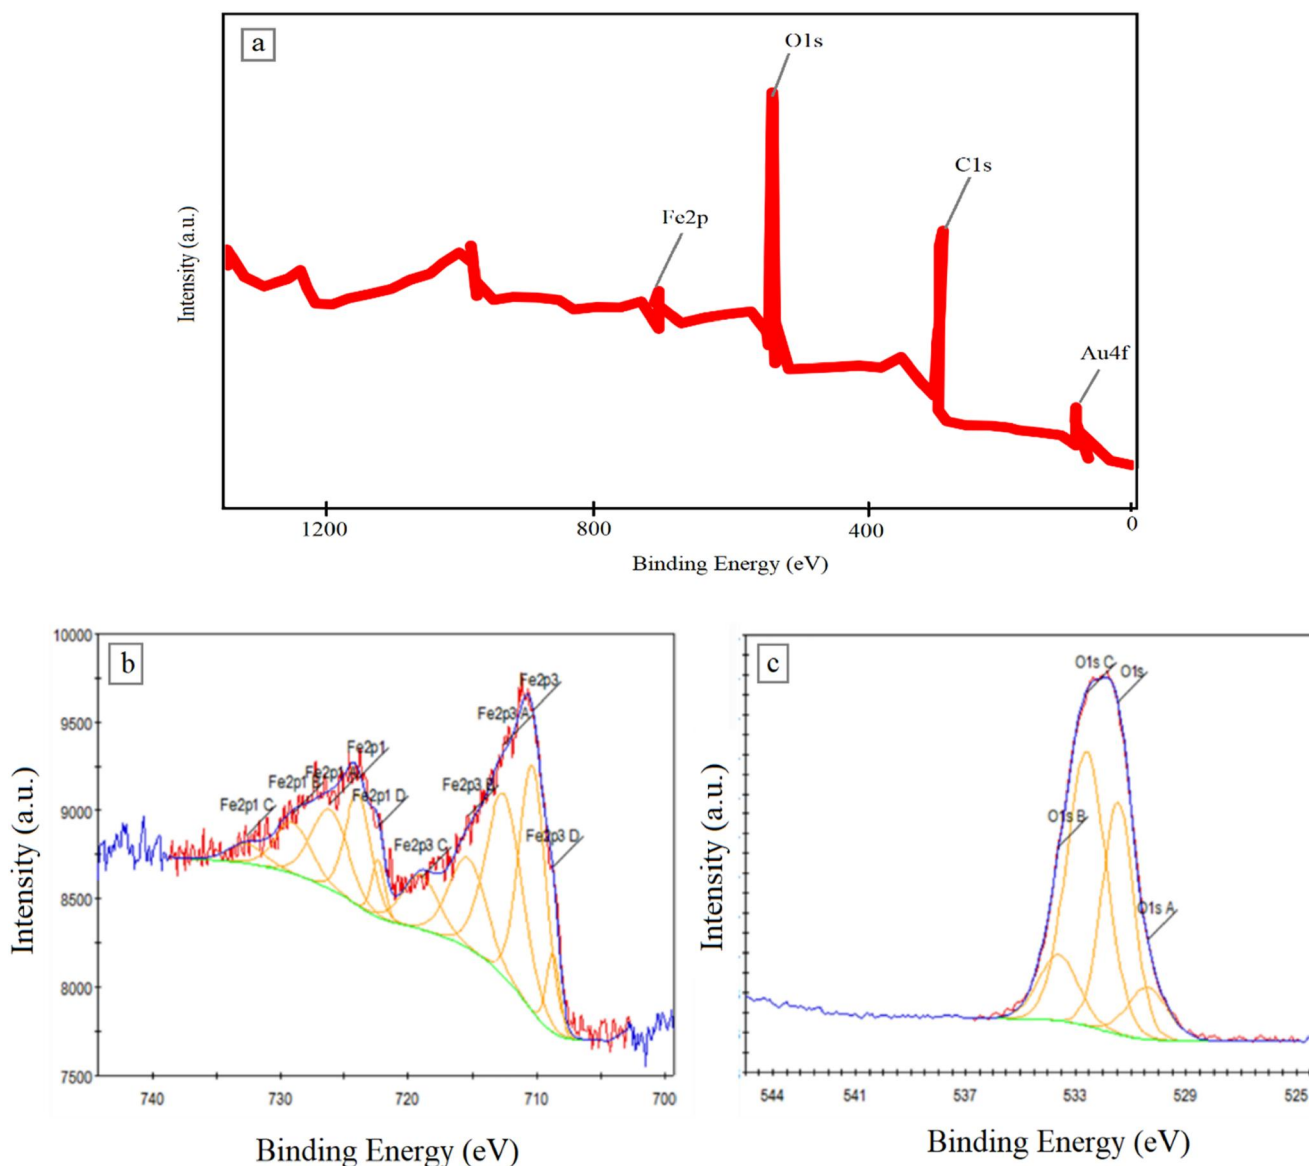 a
O1s
C1s
Fe2p
Au4f
Intensity (a.u.)
1200
800
400
0
Binding Energy (eV)
b
10000
9500
9000
8500
8000
7500
Fe2p3
Fe2p3 A
Fe2p1
Fe2p1 A
Fe2p1 B
Fe2p3 B
Fe2p1 D
Fe2p1 C
Fe2p3 C
Fe2p3 D
Intensity (a.u.)
740
730
720
710
700
Binding Energy (eV)
c
O1s C
O1s
O1s B
O1s A
Intensity (a.u.)
544
541
537
533
529
525
Binding Energy (eV)